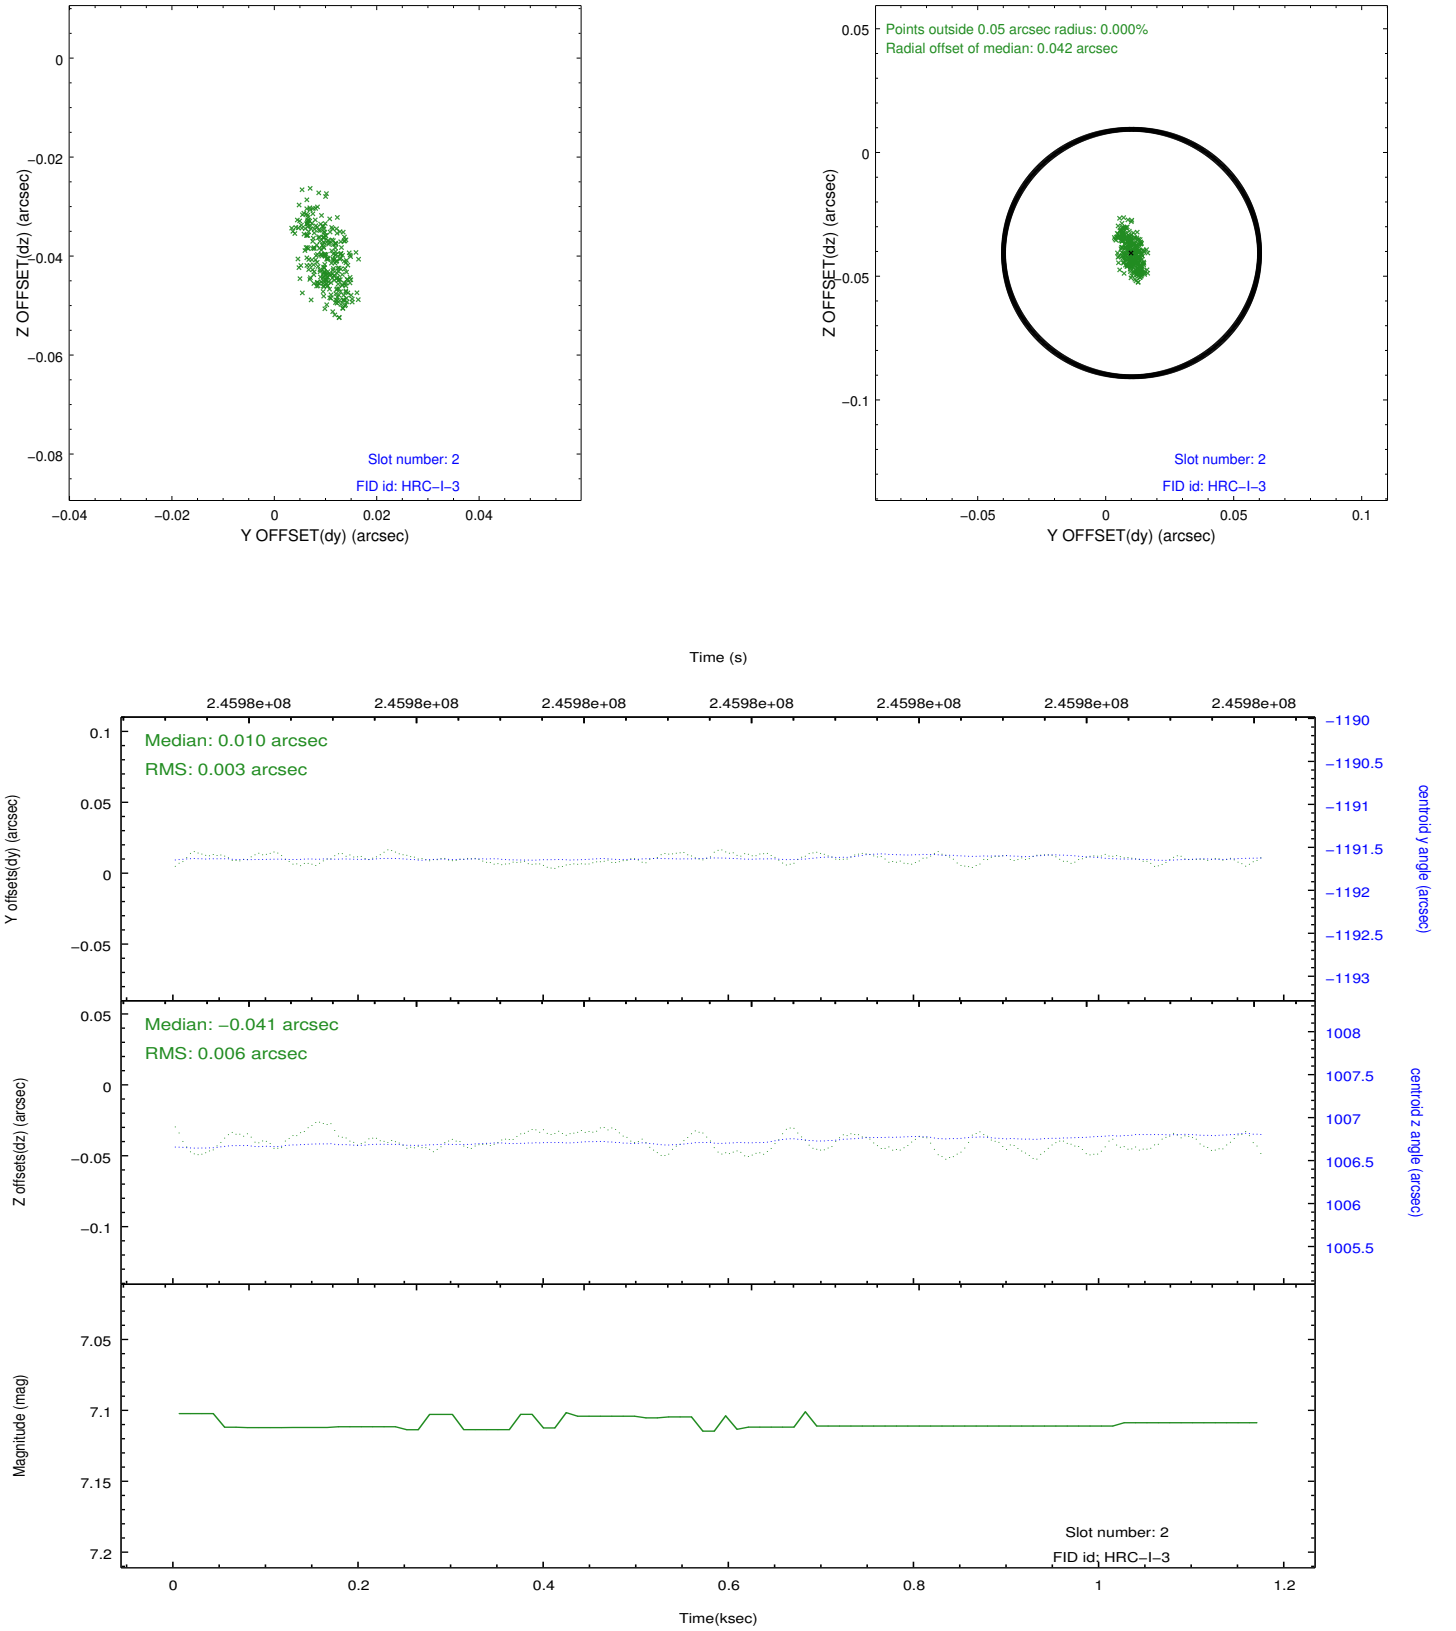 0
−0.02
−0.04
−0.06
−0.08
Z OFFSET(dz) (arcsec)
Slot number: 2
FID id: HRC−I−3
−0.04
−0.02
0
0.02
0.04
Y OFFSET(dy) (arcsec)
Points outside 0.05 arcsec radius: 0.000%
Radial offset of median: 0.042 arcsec
0.05
0
−0.05
−0.1
Z OFFSET(dz) (arcsec)
Slot number: 2
FID id: HRC−I−3
−0.05
0
0.05
0.1
Y OFFSET(dy) (arcsec)
Time (s)
2.4598e+08
2.4598e+08
2.4598e+08
2.4598e+08
2.4598e+08
2.4598e+08
2.4598e+08
Median: 0.010 arcsec
RMS: 0.003 arcsec
0.1
0.05
0
−0.05
Y offsets(dy) (arcsec)
−1190
−1190.5
−1191
−1191.5
−1192
−1192.5
−1193
centroid y angle (arcsec)
Median: −0.041 arcsec
RMS: 0.006 arcsec
0.05
0
−0.05
−0.1
Z offsets(dz) (arcsec)
1008
1007.5
1007
1006.5
1006
1005.5
centroid z angle (arcsec)
7.05
7.1
7.15
7.2
Magnitude (mag)
Slot number: 2
FID id: HRC−I−3
0
0.2
0.4
0.6
0.8
1
1.2
Time(ksec)